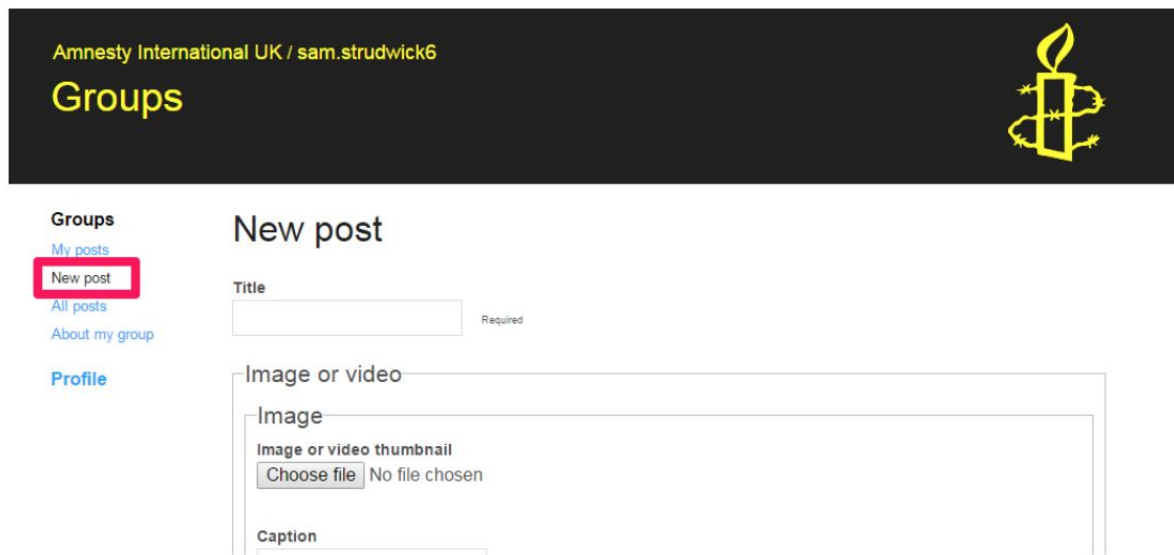 Amnesty International UK / sam.strudwick6
Groups
Groups
My posts
New post
All posts
About my group
Profile
New post
Title
Required
Image or video
Image
Image or video thumbnail
Choose file No file chosen
Caption